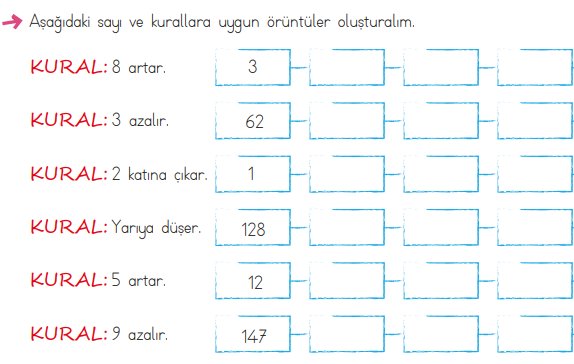 Aşağıdaki sayı ve kurallara uygun örüntüler oluşturalım.
KURAL: 8 artar. 3
KURAL: 3 azalır. 62
KURAL: 2 katına çıkar. 1
KURAL: Yarıya düşer. 128
KURAL: 5 artar. 12
KURAL: 9 azalır. 147